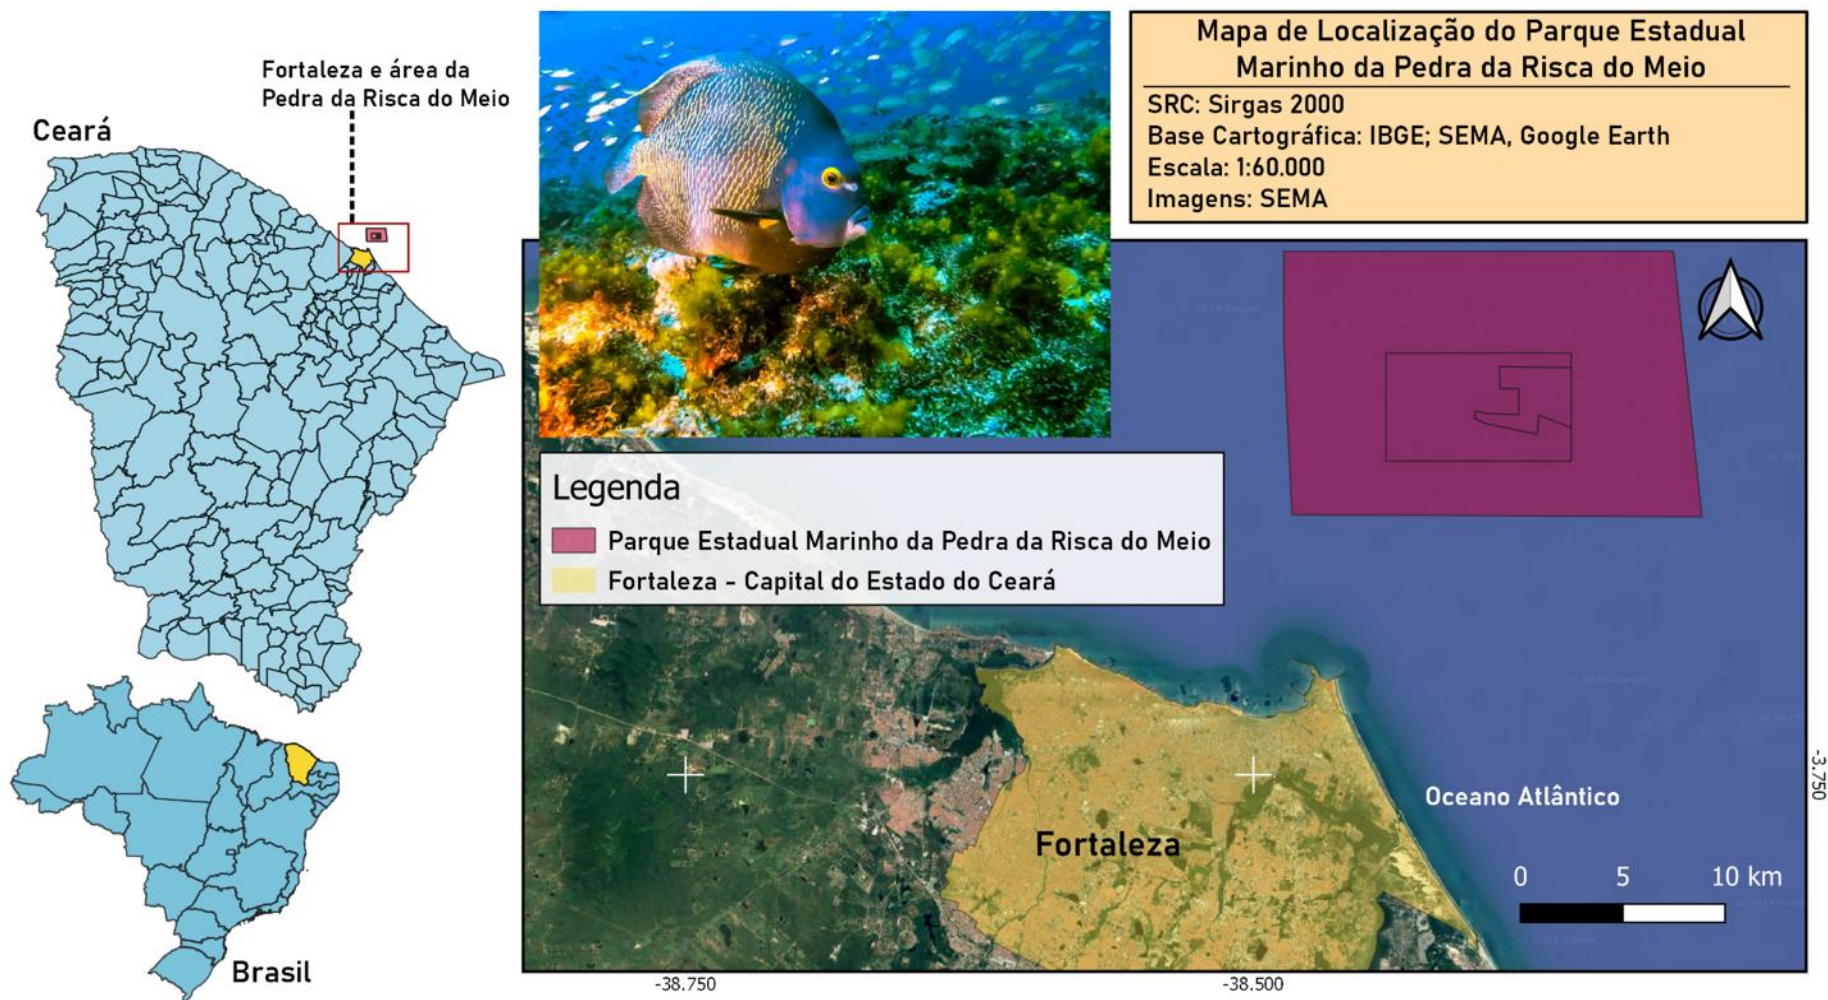 Fortaleza e área da
Pedra da Risca do Meio
Ceará
Brasil
Mapa de Localização do Parque Estadual
Marinho da Pedra da Risca do Meio
SRC: Sirgas 2000
Base Cartográfica: IBGE; SEMA, Google Earth
Escala: 1:60.000
Imagens: SEMA
Legenda
Parque Estadual Marinho da Pedra da Risca do Meio
Fortaleza - Capital do Estado do Ceará
Fortaleza
Oceano Atlântico
0 5 10 km
-3.750
-38.750
-38.500